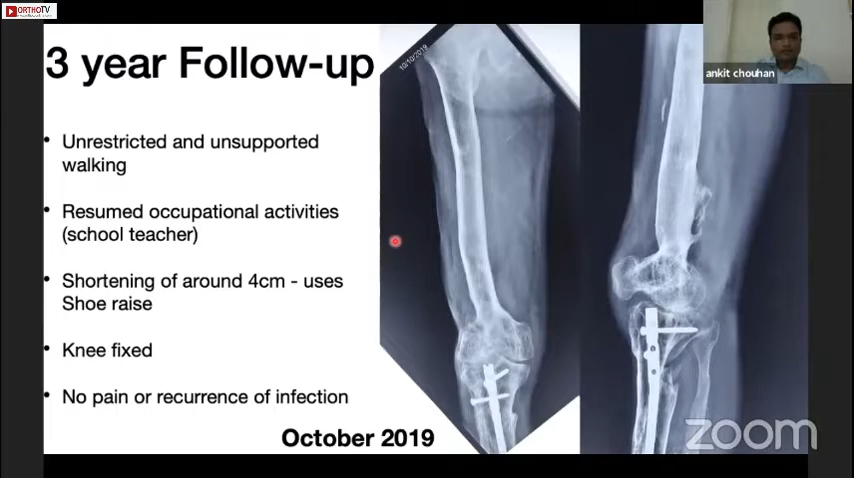 ORTHOTV
3 year Follow-up
10/10/2019
ankit chouhan
• Unrestricted and unsupported
walking
• Resumed occupational activities
(school teacher)
• Shortening of around 4cm - uses
Shoe raise
• Knee fixed
• No pain or recurrence of infection
October 2019
zoom